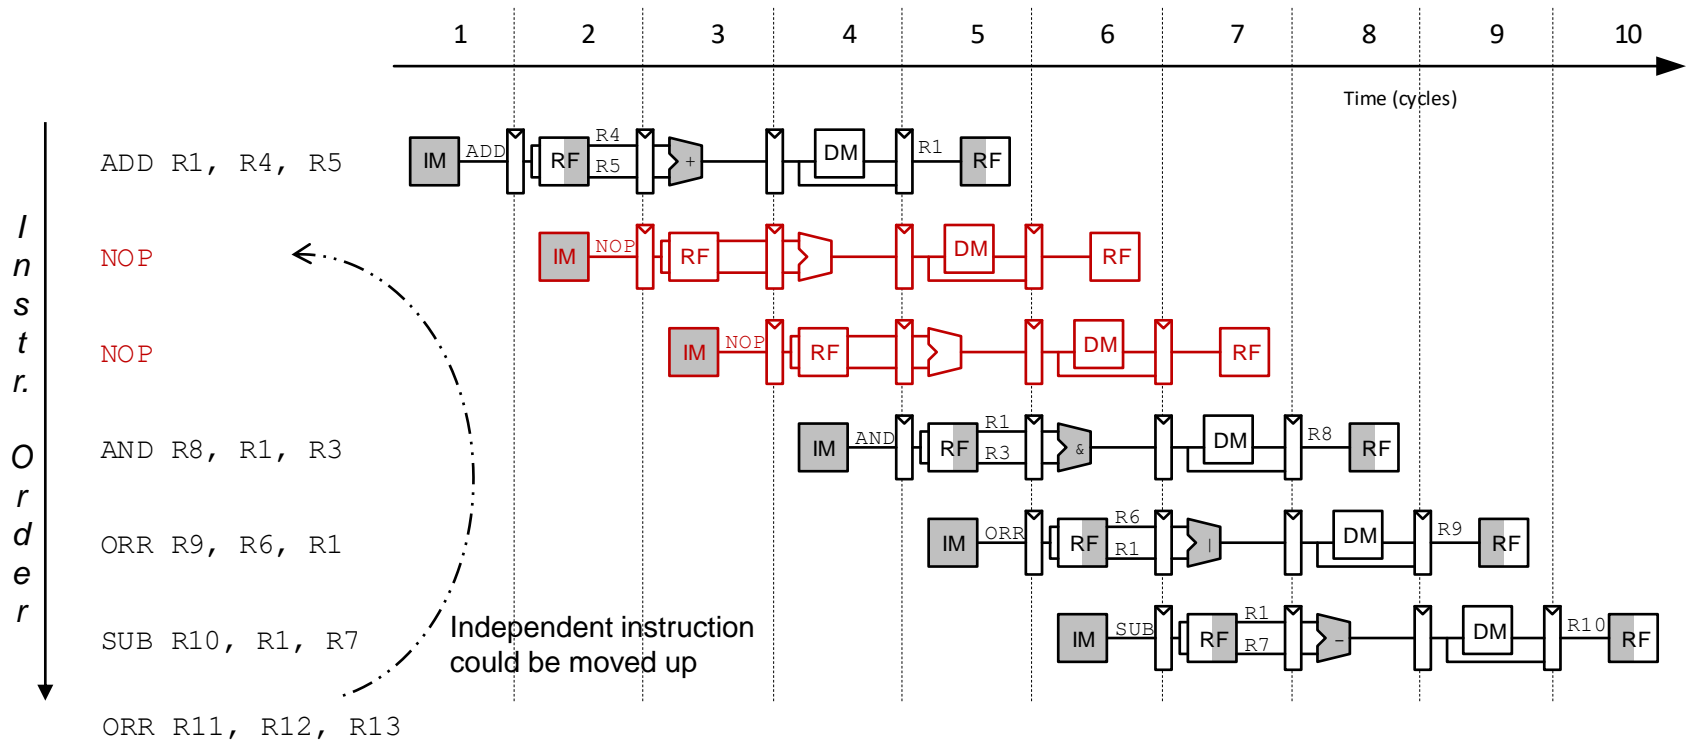 1 2 3 4 5 6 7 8 9 10
Time (cycles)
Instr. Order
ADD R1, R4, R5
IM ADD RF R4 R5 + DM R1 RF
NOP
IM NOP RF DM RF
NOP
IM NOP RF DM RF
AND R8, R1, R3
IM AND RF R1 R3 & DM R8 RF
ORR R9, R6, R1
IM ORR RF R6 R1 | DM R9 RF
SUB R10, R1, R7
IM SUB RF R1 R7 - DM R10 RF
Independent instruction
could be moved up
ORR R11, R12, R13